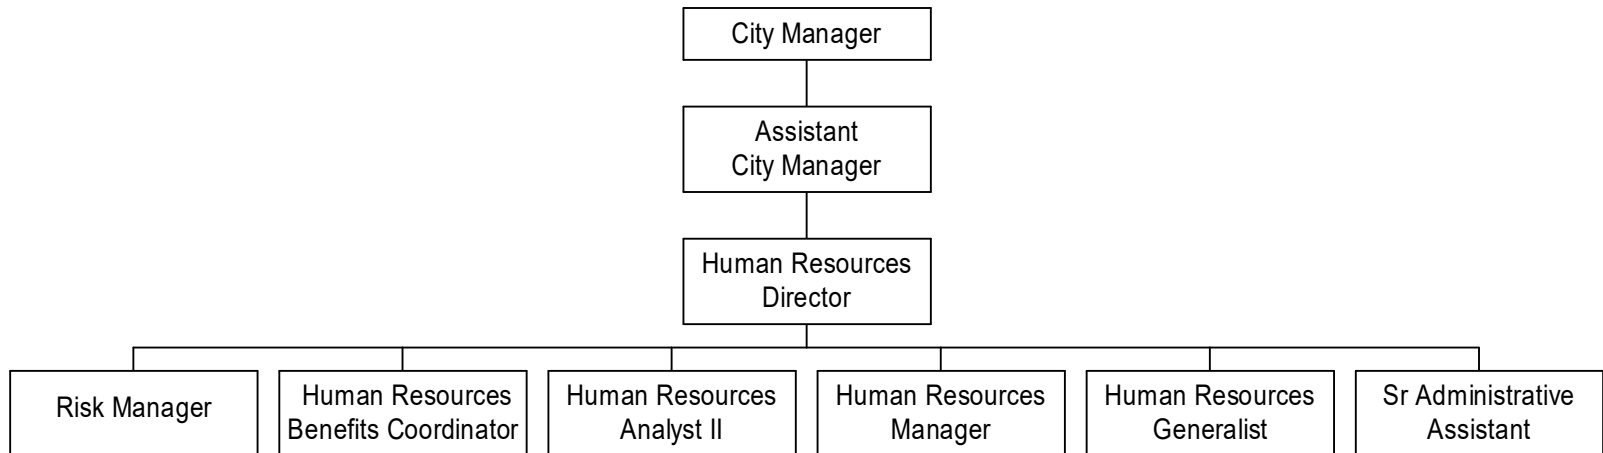 City Manager
Assistant
City Manager
Human Resources
Director
Risk Manager
Human Resources
Benefits Coordinator
Human Resources
Analyst II
Human Resources
Manager
Human Resources
Generalist
Sr Administrative
Assistant